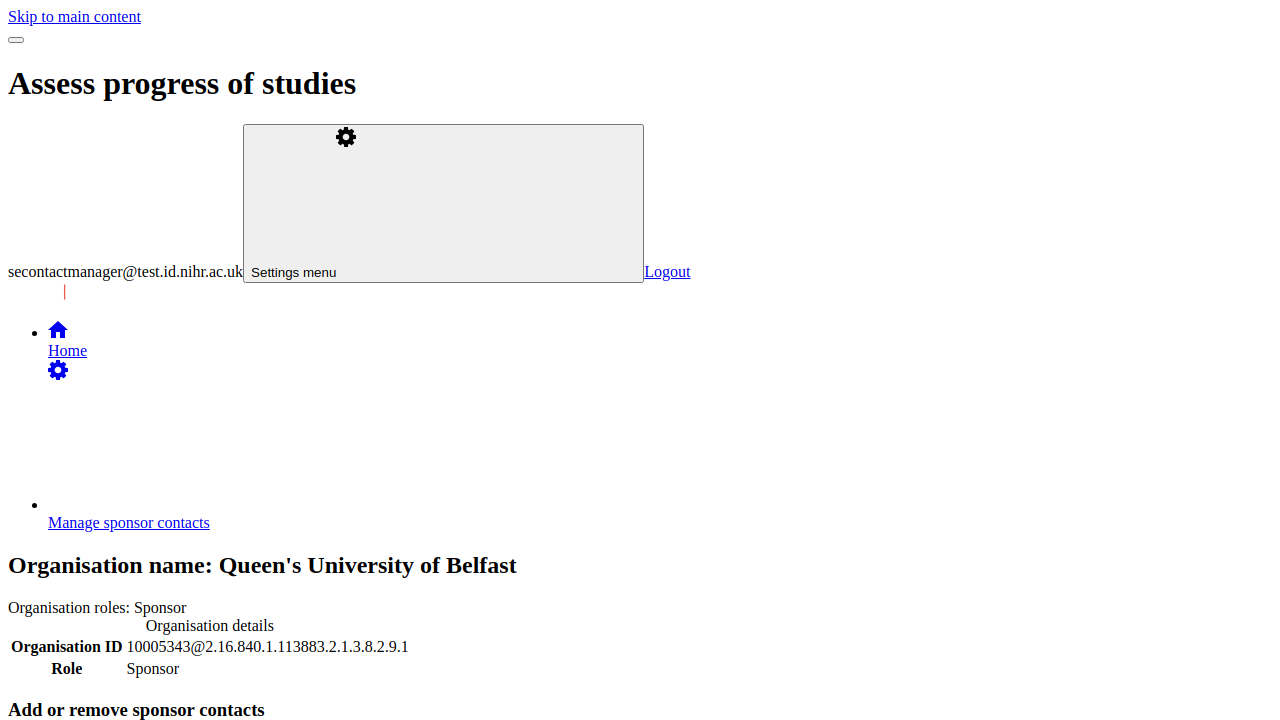 Skip to main content
Assess progress of studies
secontactmanager@test.id.nihr.ac.uk Settings menu Logout
|
Home
Manage sponsor contacts
Organisation name: Queen's University of Belfast
Organisation roles: Sponsor
Organisation details
Organisation ID 10005343@2.16.840.1.113883.2.1.3.8.2.9.1
Role Sponsor
Add or remove sponsor contacts